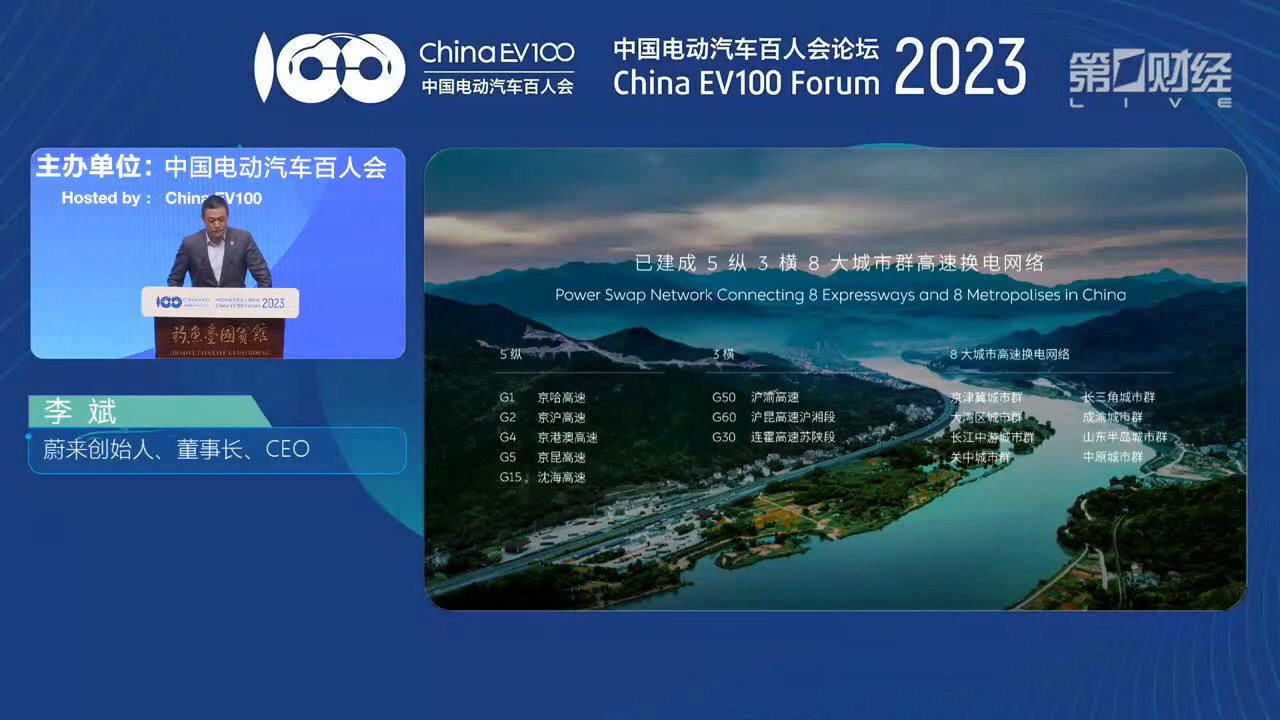 China EV100
中国电动汽车百人会
中国电动汽车百人会论坛
China EV100 Forum
2023
第一财经
LIVE
主办单位：中国电动汽车百人会
Hosted by： China EV100
2023
钓鱼臺國賓館
DIAOYUTAI STATE GUESTHOUSE
李 斌
蔚来创始人、董事长、CEO
已建成 5 纵 3 横 8 大城市群高速换电网络
Power Swap Network Connecting 8 Expressways and 8 Metropolises in China
5 纵
G1 京哈高速
G2 京沪高速
G4 京港澳高速
G5 京昆高速
G15 沈海高速
3 横
G50 沪渝高速
G60 沪昆高速沪湘段
G30 连霍高速苏陕段
8 大城市高速换电网络
京津冀城市群 长三角城市群
大湾区城市群 成渝城市群
长江中游城市群 山东半岛城市群
关中城市群 中原城市群